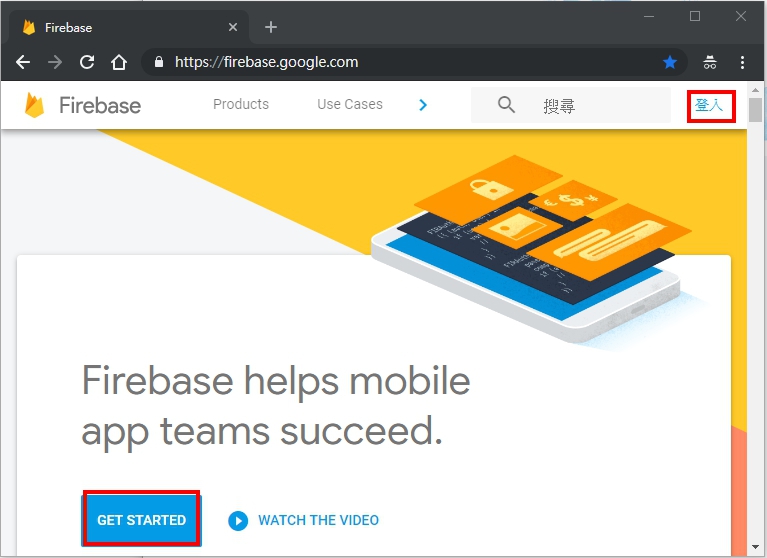 Firebase
https://firebase.google.com
Firebase Products Use Cases 搜尋 登入
Firebase helps mobile
app teams succeed.
GET STARTED WATCH THE VIDEO